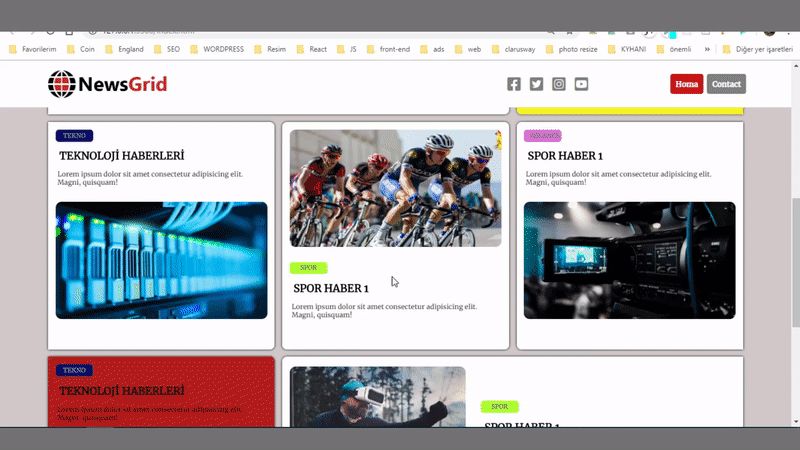 Favorilerim
Coin
England
SEO
WORDPRESS
Resim
React
JS
front-end
ads
web
clarusway
photo resize
KYHANI
önemli
»
Diğer yer işaretleri
NewsGrid
Homa
Contact
TEKNO
TEKNOLOJİ HABERLERİ
Lorem ipsum dolor sit amet consectetur adipisicing elit.
Magni, quisquam!
SPOR
SPOR HABER 1
Lorem ipsum dolor sit amet consectetur adipisicing elit.
Magni, quisquam!
SPOR HABER 1
Lorem ipsum dolor sit amet consectetur adipisicing elit.
Magni, quisquam!
TEKNO
TEKNOLOJİ HABERLERİ
Lorem ipsum dolor sit amet consectetur adipisicing elit.
Magni, quisquam!
SPOR
SPOR HABER 1